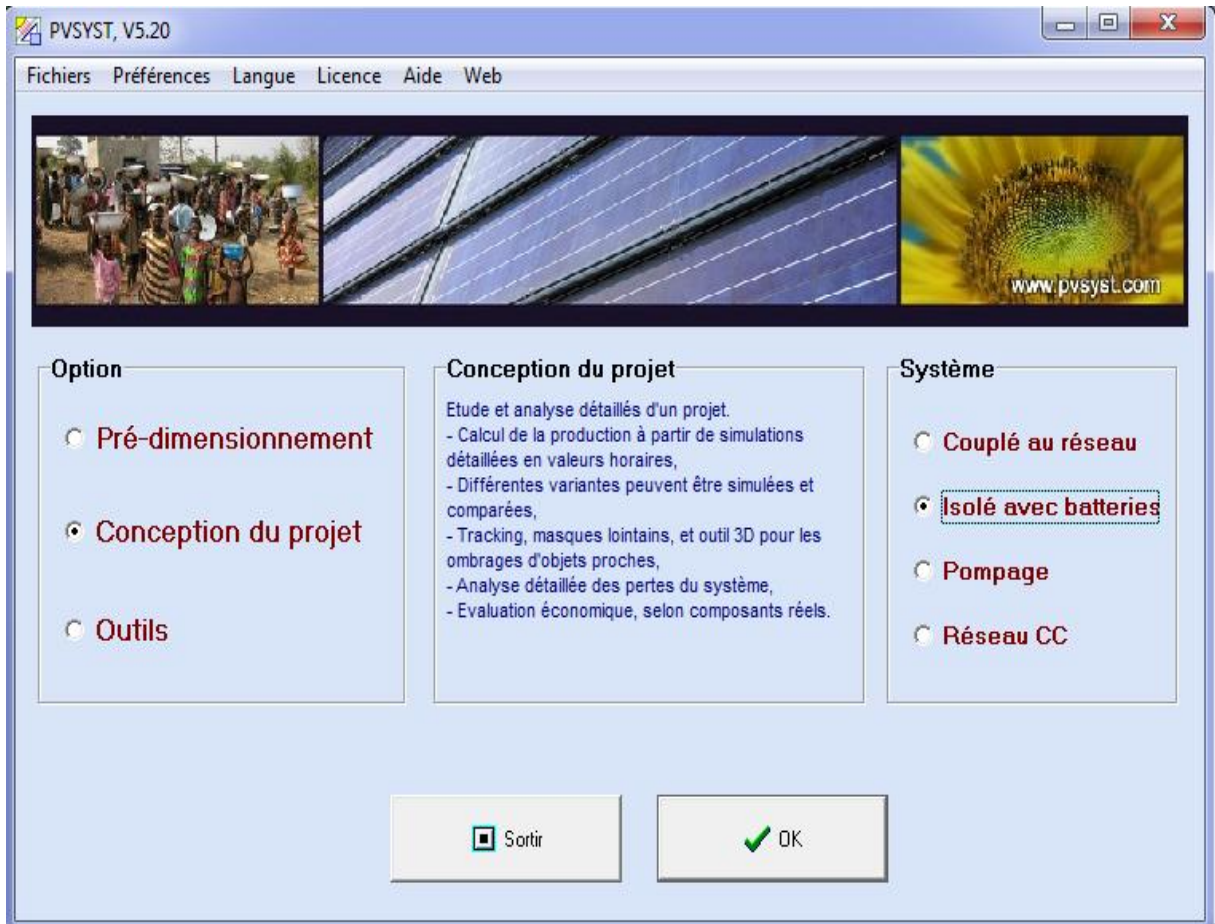 PVSYST, V5.20
Fichiers Préférences Langue Licence Aide Web
www.pvsyst.com
Option
Pré-dimensionnement
Conception du projet
Outils
Conception du projet
Etude et analyse détaillés d'un projet.
- Calcul de la production à partir de simulations
détaillées en valeurs horaires,
- Différentes variantes peuvent être simulées et
comparées,
- Tracking, masques lointains, et outil 3D pour les
ombrages d'objets proches,
- Analyse détaillée des pertes du système,
- Evaluation économique, selon composants réels.
Système
Couplé au réseau
Isolé avec batteries
Pompage
Réseau CC
Sortir
OK